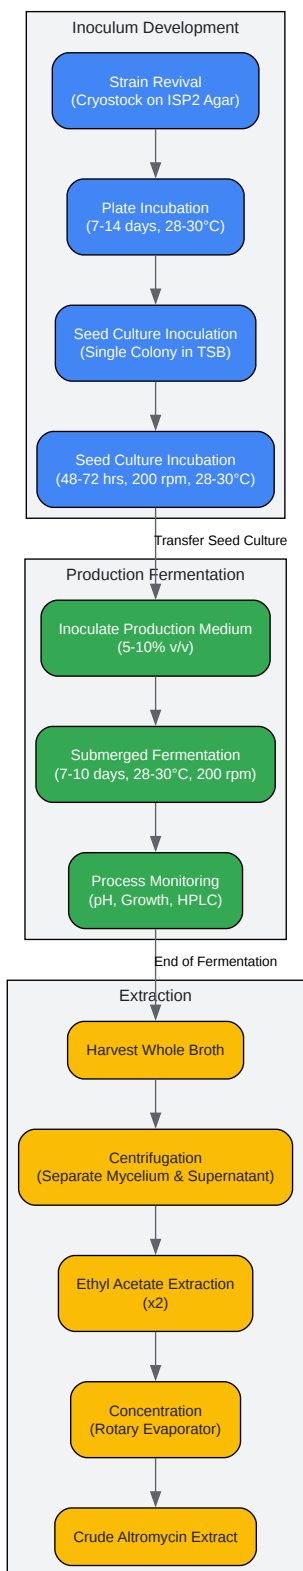 Inoculum Development
Strain Revival
(Cryostock on ISP2 Agar)
Plate Incubation
(7-14 days, 28-30°C)
Seed Culture Inoculation
(Single Colony in TSB)
Seed Culture Incubation
(48-72 hrs, 200 rpm, 28-30°C)
Transfer Seed Culture
Production Fermentation
Inoculate Production Medium
(5-10% v/v)
Submerged Fermentation
(7-10 days, 28-30°C, 200 rpm)
Process Monitoring
(pH, Growth, HPLC)
End of Fermentation
Extraction
Harvest Whole Broth
Centrifugation
(Separate Mycelium & Supernatant)
Ethyl Acetate Extraction
(x2)
Concentration
(Rotary Evaporator)
Crude Altromycin Extract